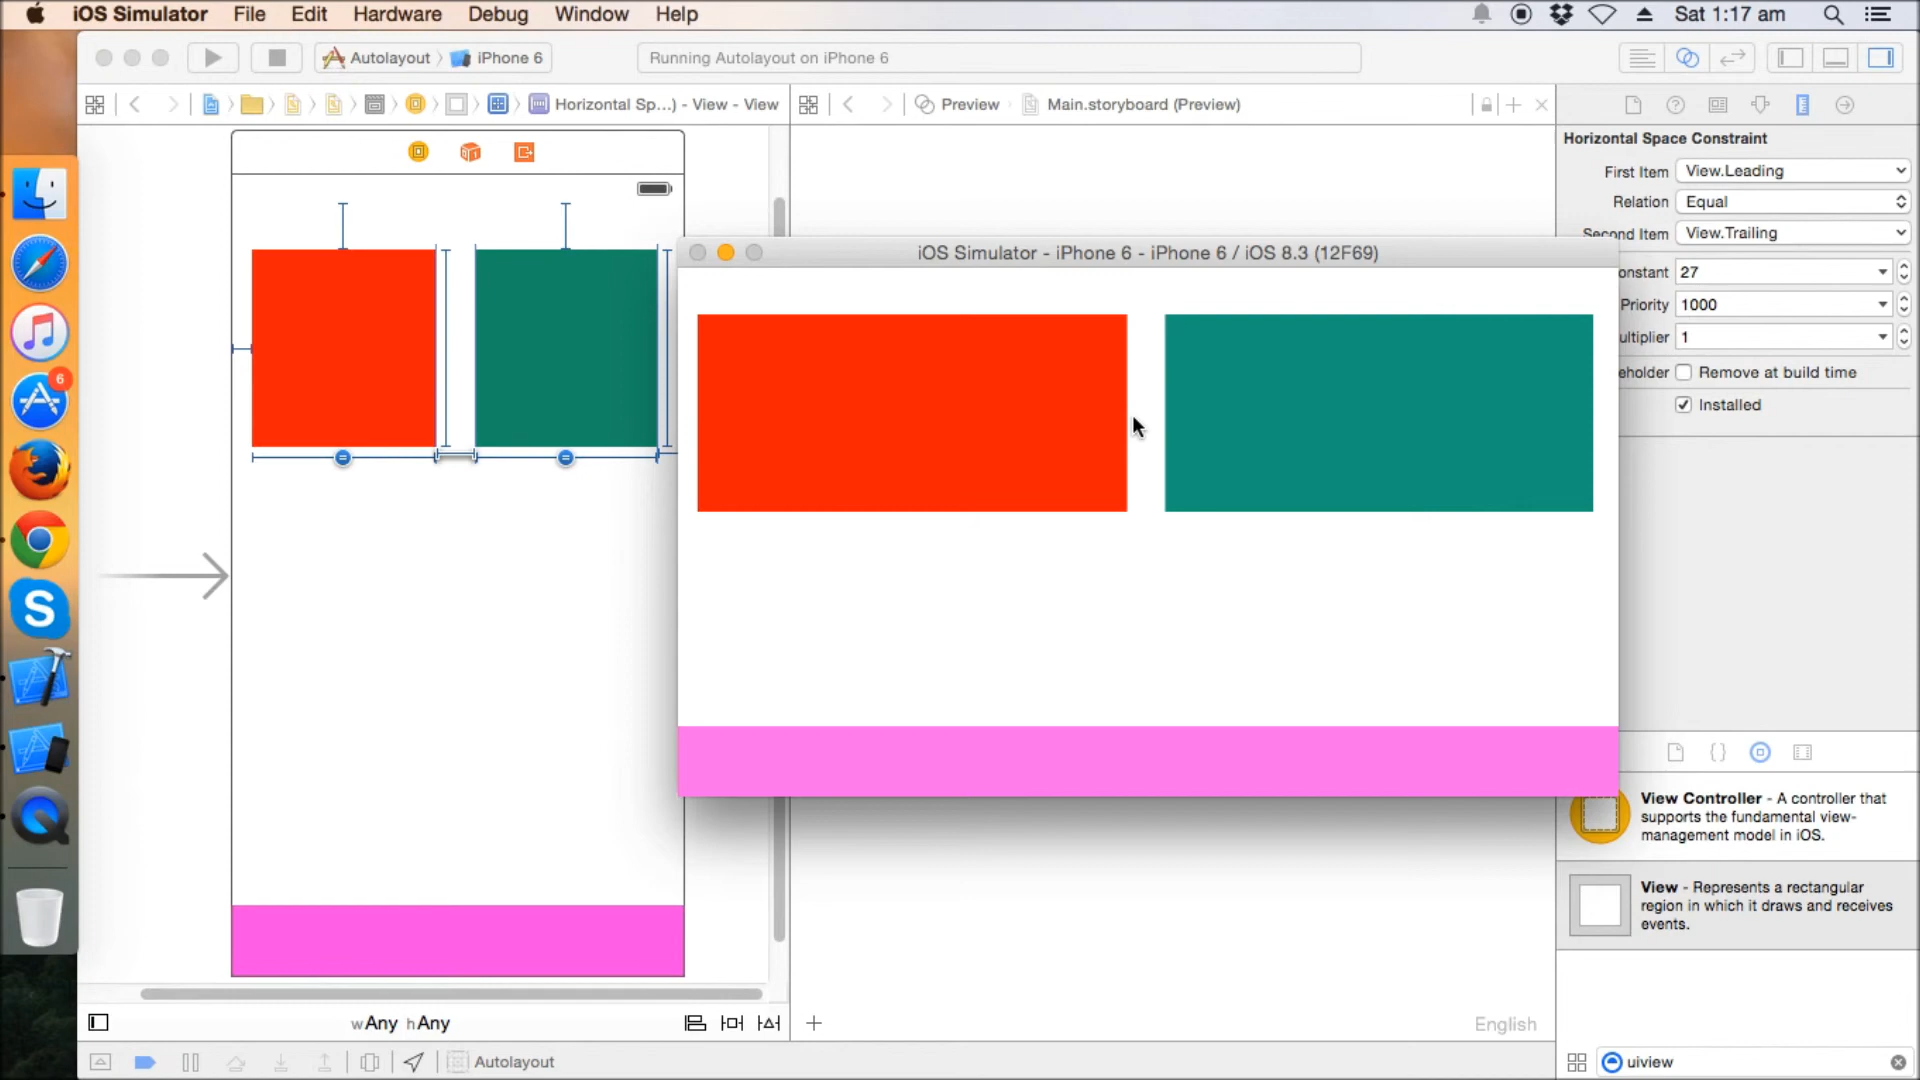 iOS Simulator File Edit Hardware Debug Window Help Sat 1:17 am
Autolayout iPhone 6 Running Autolayout on iPhone 6
Horizontal Sp...) - View - View Preview Main.storyboard (Preview)
Horizontal Space Constraint
First Item View.Leading
Relation Equal
Second Item View.Trailing
iOS Simulator - iPhone 6 - iPhone 6 / iOS 8.3 (12F69)
onstant 27
Priority 1000
ultiplier 1
eholder Remove at build time
Installed
6
S
View Controller - A controller that
supports the fundamental view-
management model in iOS.
View - Represents a rectangular
region in which it draws and receives
events.
wAny hAny
English
Autolayout
uiview